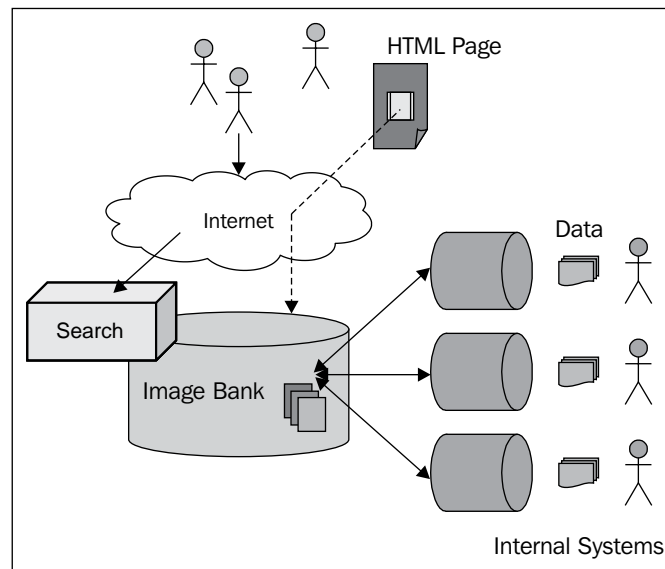 HTML Page
Internet
Data
Search
Image Bank
Internal Systems